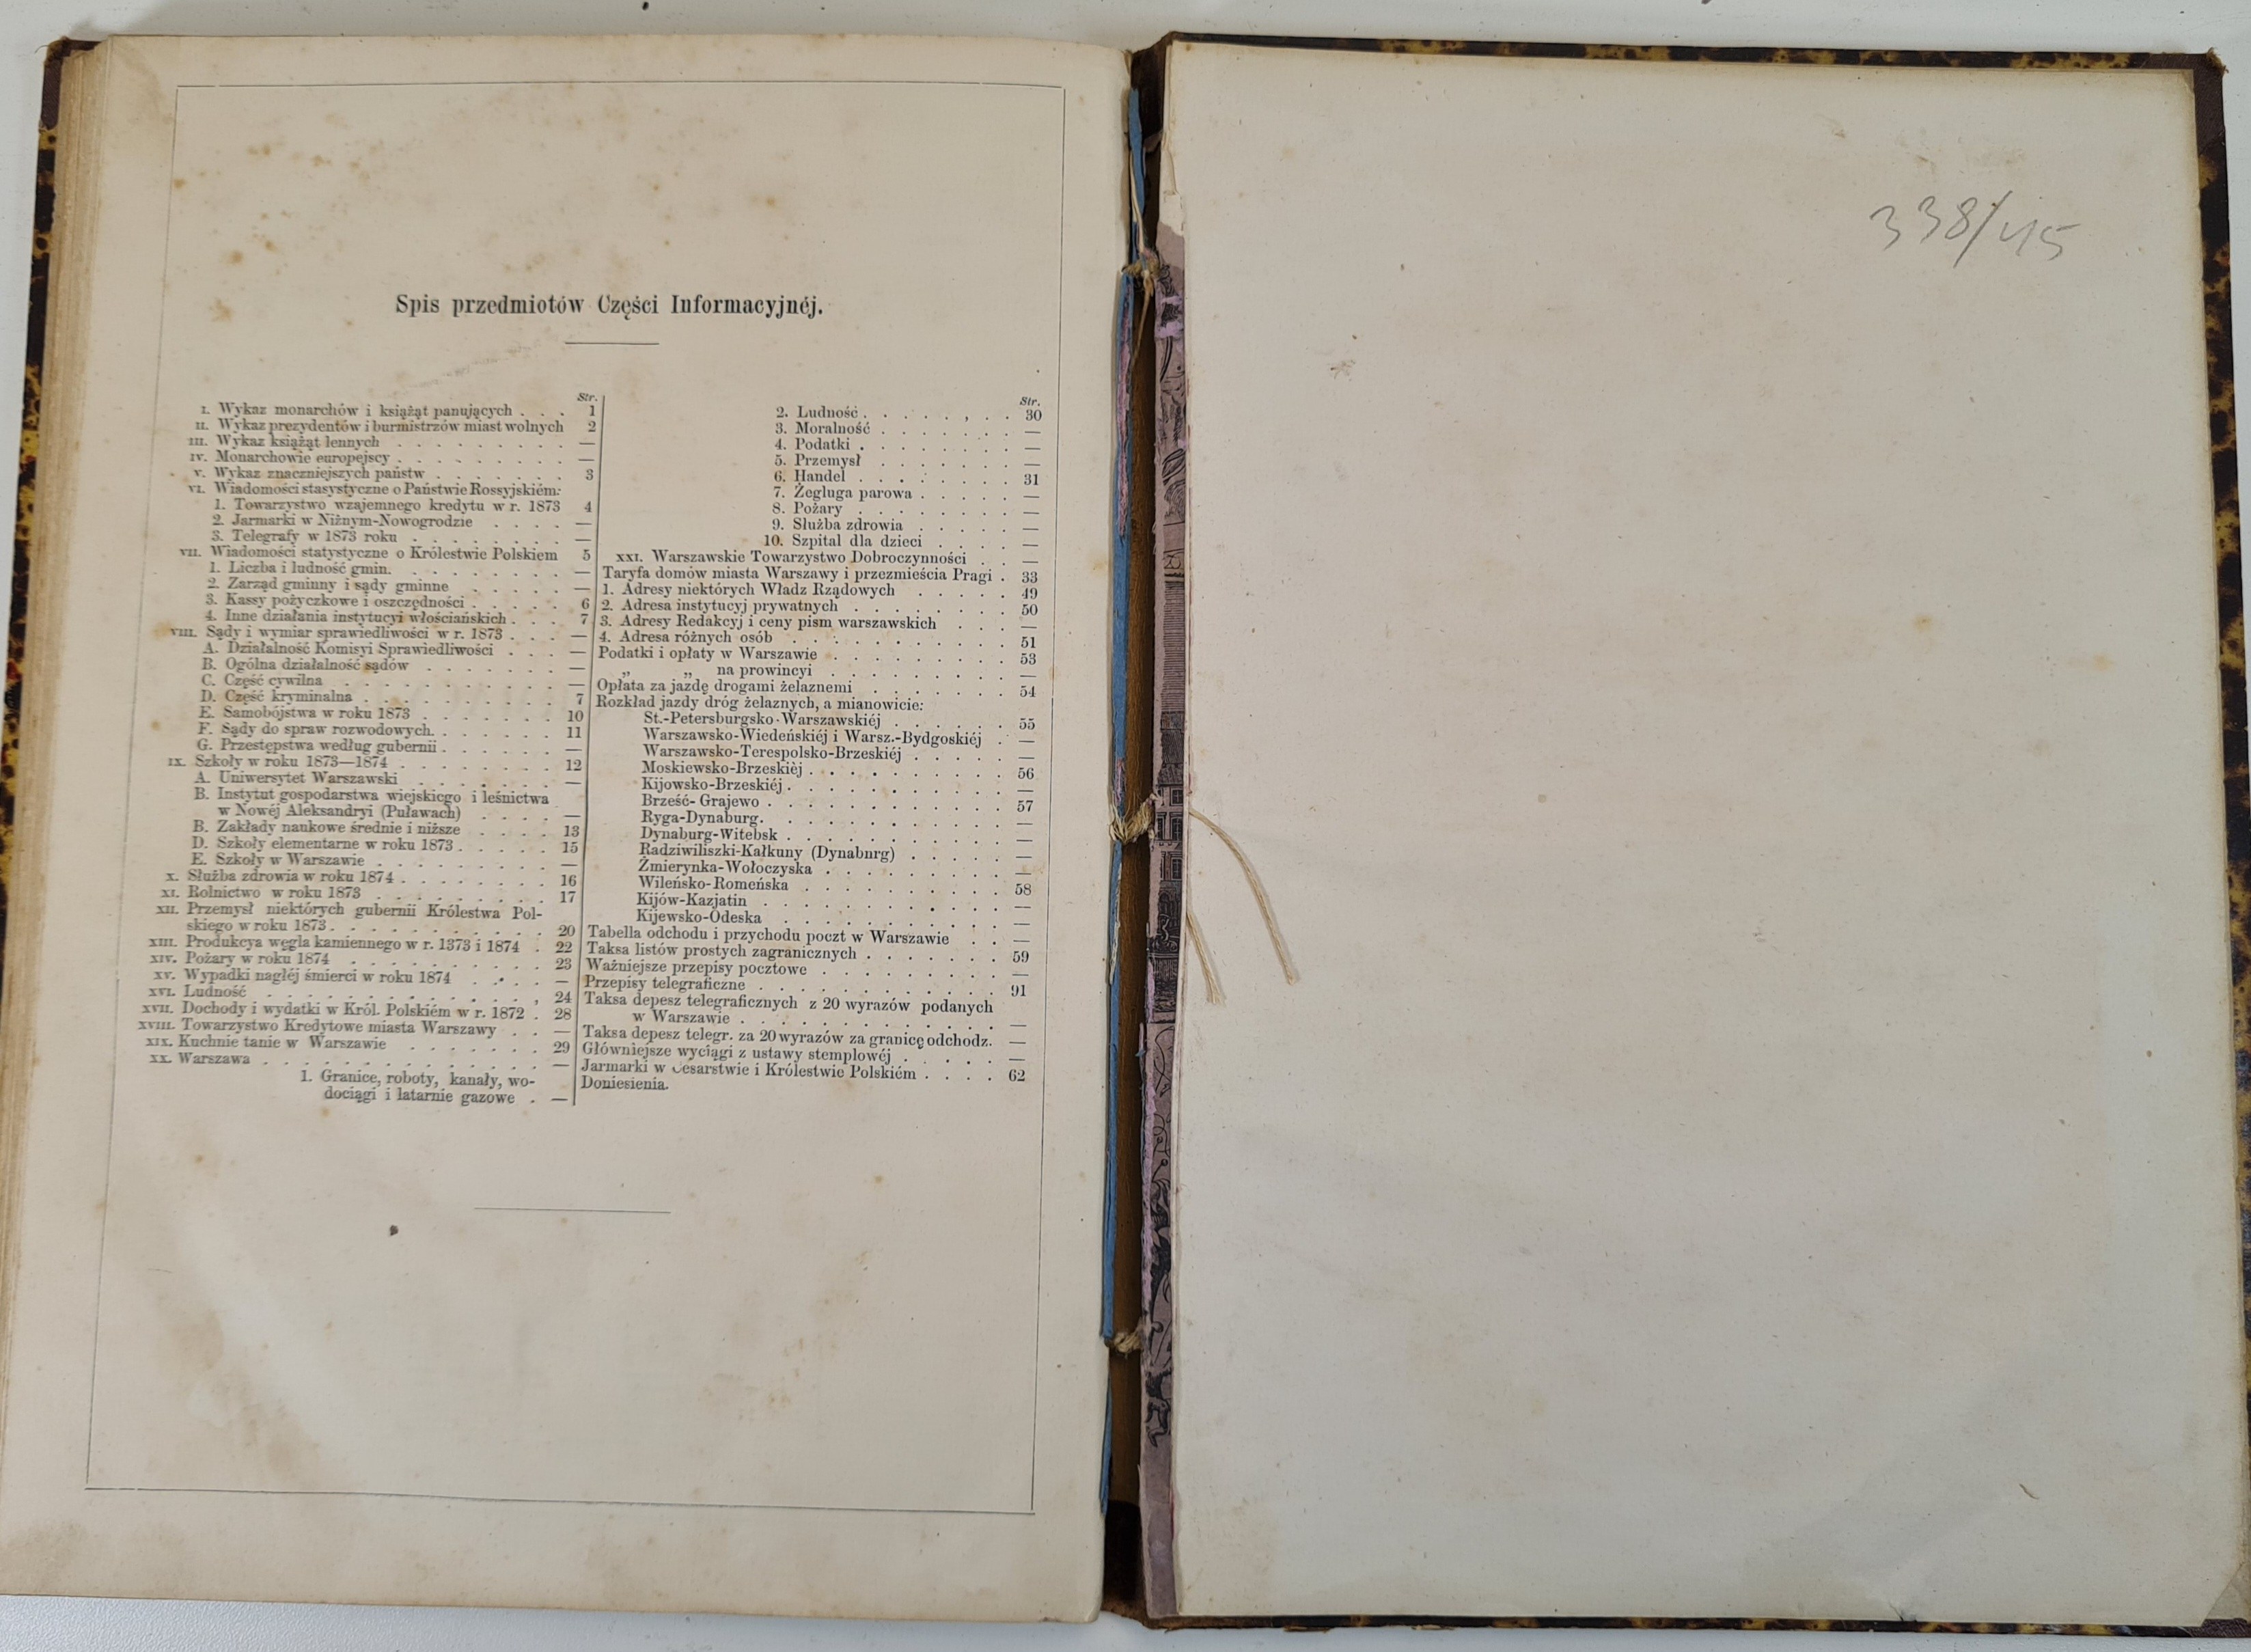 Spis przedmiotów Części Informacyjnéj.
Str.
I. Wykaz monarchów i książąt panujących . . . 1
II. Wykaz prezydentów i burmistrzów miast wolnych 2
III. Wykaz książąt lennych . . . . . . . . . —
IV. Monarchowie europejscy . . . . . . . . . —
V. Wykaz znaczniejszych państw . . . . . . . 3
VI. Wiadomości stasystyczne o Państwie Rossyjskiém:
1. Towarzystwo wzajemnego kredytu w r. 1873 4
2. Jarmarki w Niżnym-Nowogrodzie . . . . —
3. Telegrafy w 1873 roku . . . . . . . . —
VII. Wiadomości statystyczne o Królestwie Polskiem 5
1. Liczba i ludność gmin. . . . . . . . . —
2. Zarząd gminny i sądy gminne . . . . . —
3. Kassy pożyczkowe i oszczędności . . . . . 6
4. Inne działania instytucyi włościańskich . . . 7
VIII. Sądy i wymiar sprawiedliwości w r. 1873 . . . —
A. Działalność Komisyi Sprawiedliwości . . . —
B. Ogólna działalność sądów . . . . . . . —
C. Część cywilna . . . . . . . . . . . —
D. Część kryminalna . . . . . . . . . . 7
E. Samobójstwa w roku 1873 . . . . . . . 10
F. Sądy do spraw rozwodowych. . . . . . . 11
G. Przestępstwa według gubernii . . . . . . —
IX. Szkoły w roku 1873—1874 . . . . . . . . 12
A. Uniwersytet Warszawski . . . . . . . —
B. Instytut gospodarstwa wiejskiego i leśnictwa
w Nowéj Aleksandryi (Puławach) . . . . —
B. Zakłady naukowe średnie i niższe . . . . 13
D. Szkoły elementarne w roku 1873 . . . . . 15
E. Szkoły w Warszawie . . . . . . . . . —
X. Służba zdrowia w roku 1874 . . . . . . . . 16
XI. Rolnictwo w roku 1873 . . . . . . . . . 17
XII. Przemysł niektórych gubernii Królestwa Pol-
skiego w roku 1873 . . . . . . . . . . . 20
XIII. Produkcya węgla kamiennego w r. 1373 i 1874 . 22
XIV. Pożary w roku 1874 . . . . . . . . . . 23
XV. Wypadki nagłéj śmierci w roku 1874 . . . . —
XVI. Ludność . . . . . . . . . . . . . , 24
XVII. Dochody i wydatki w Król. Polskiém w r. 1872 . 28
XVIII. Towarzystwo Kredytowe miasta Warszawy . . —
XIX. Kuchnie tanie w Warszawie . . . . . . . 29
XX. Warszawa . . . . . . . . . . . . . . —
1. Granice, roboty, kanały, wo-
dociągi i latarnie gazowe . —
Str.
2. Ludność . . . . . . , . . 30
3. Moralność . . . . . . . —
4. Podatki . . . . . . . . —
5. Przemysł . . . . . . . —
6. Handel . . . . . . . . 31
7. Żegluga parowa . . . . . —
8. Pożary . . . . . . . . —
9. Służba zdrowia . . . . . —
10. Szpital dla dzieci . . . . —
XXI. Warszawskie Towarzystwo Dobroczynności . . —
Taryfa domów miasta Warszawy i przezmieścia Pragi . 33
1. Adresy niektórych Władz Rządowych . . . . . 49
2. Adresa instytucyj prywatnych . . . . . . . . 50
3. Adresy Redakcyj i ceny pism warszawskich . . . —
4. Adresa różnych osób . . . . . . . . . . . 51
Podatki i opłaty w Warszawie . . . . . . . . . 53
„ „ na prowincyi . . . . . . . . . —
Opłata za jazdę drogami żelaznemi . . . . . . . 54
Rozkład jazdy dróg żelaznych, a mianowicie:
St.-Petersburgsko-Warszawskiéj . . . . . . 55
Warszawsko-Wiedeńskiéj i Warsz.-Bydgoskiéj . —
Warszawsko-Terespolsko-Brzeskiéj . . . . . —
Moskiewsko-Brzeskièj . . . . . . . . . . 56
Kijowsko-Brzeskiéj . . . . . . . . . . . —
Brześć- Grajewo . . . . . . . . . . . . 57
Ryga-Dynaburg. . . . . . . . . . . . —
Dynaburg-Witebsk . . . . . . . . . . . —
Radziwiliszki-Kałkuny (Dynabnrg) . . . . . —
Żmierynka-Wołoczyska . . . . . . . . . —
Wileńsko-Romeńska . . . . . . . . . . 58
Kijów-Kazjatin . . . . . . . . . . . . —
Kijewsko-Odeska . . . . . . . . . . . —
Tabella odchodu i przychodu poczt w Warszawie . . —
Taksa listów prostych zagranicznych . . . . . . . 59
Ważniejsze przepisy pocztowe . . . . . . . . . —
Przepisy telegraficzne . . . . . . . . . . . . 91
Taksa depesz telegraficznych z 20 wyrazów podanych
w Warszawie . . . . . . . . . . . . . —
Taksa depesz telegr. za 20 wyrazów za granicę odchodz. —
Główniejsze wyciągi z ustawy stemplowéj . . . . . —
Jarmarki w Cesarstwie i Królestwie Polskiém . . . . 62
Doniesienia.
338/45